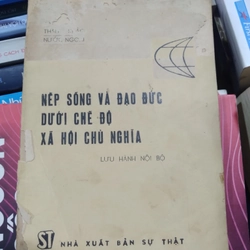 NẾP SỐNG VÀ ĐẠO ĐỨC
DƯỚI CHẾ ĐỘ
XÃ HỘI CHỦ NGHĨA
LƯU HÀNH NỘI BỘ
ST NHÀ XUẤT BẢN SỰ THẬT